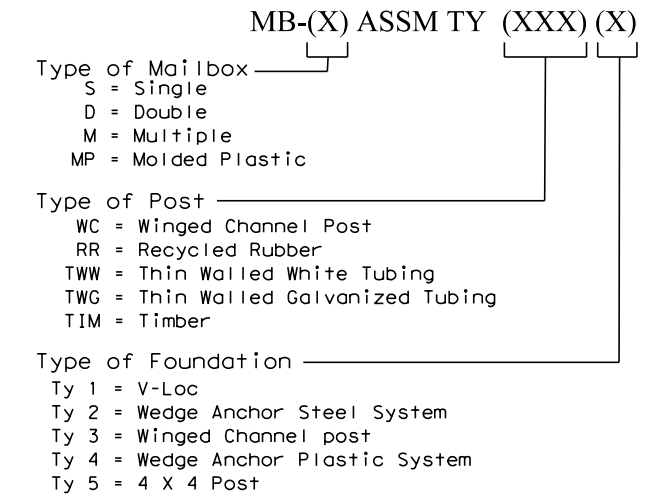 MB-(X) ASSM TY (XXX) (X)
Type of Mailbox
S = Single
D = Double
M = Multiple
MP = Molded Plastic
Type of Post
WC = Winged Channel Post
RR = Recycled Rubber
TWW = Thin Walled White Tubing
TWG = Thin Walled Galvanized Tubing
TIM = Timber
Type of Foundation
Ty 1 = V-Loc
Ty 2 = Wedge Anchor Steel System
Ty 3 = Winged Channel post
Ty 4 = Wedge Anchor Plastic System
Ty 5 = 4 X 4 Post